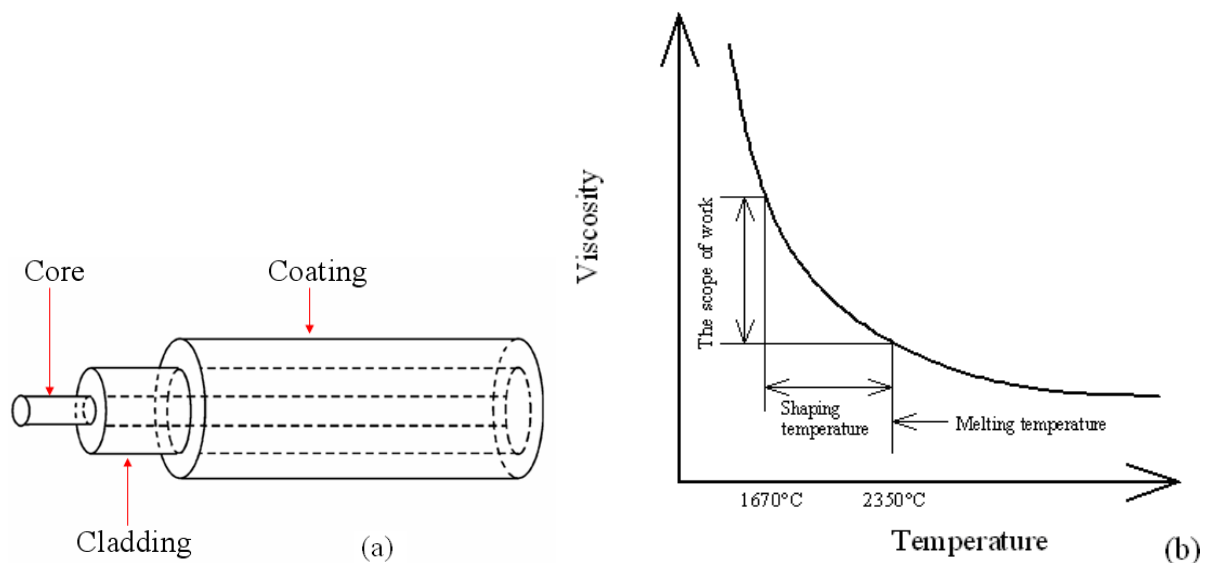 Core
Coating
Cladding
(a)
Viscosity
The scope of work
Shaping
temperature
Melting temperature
1670°C
2350°C
Temperature
(b)